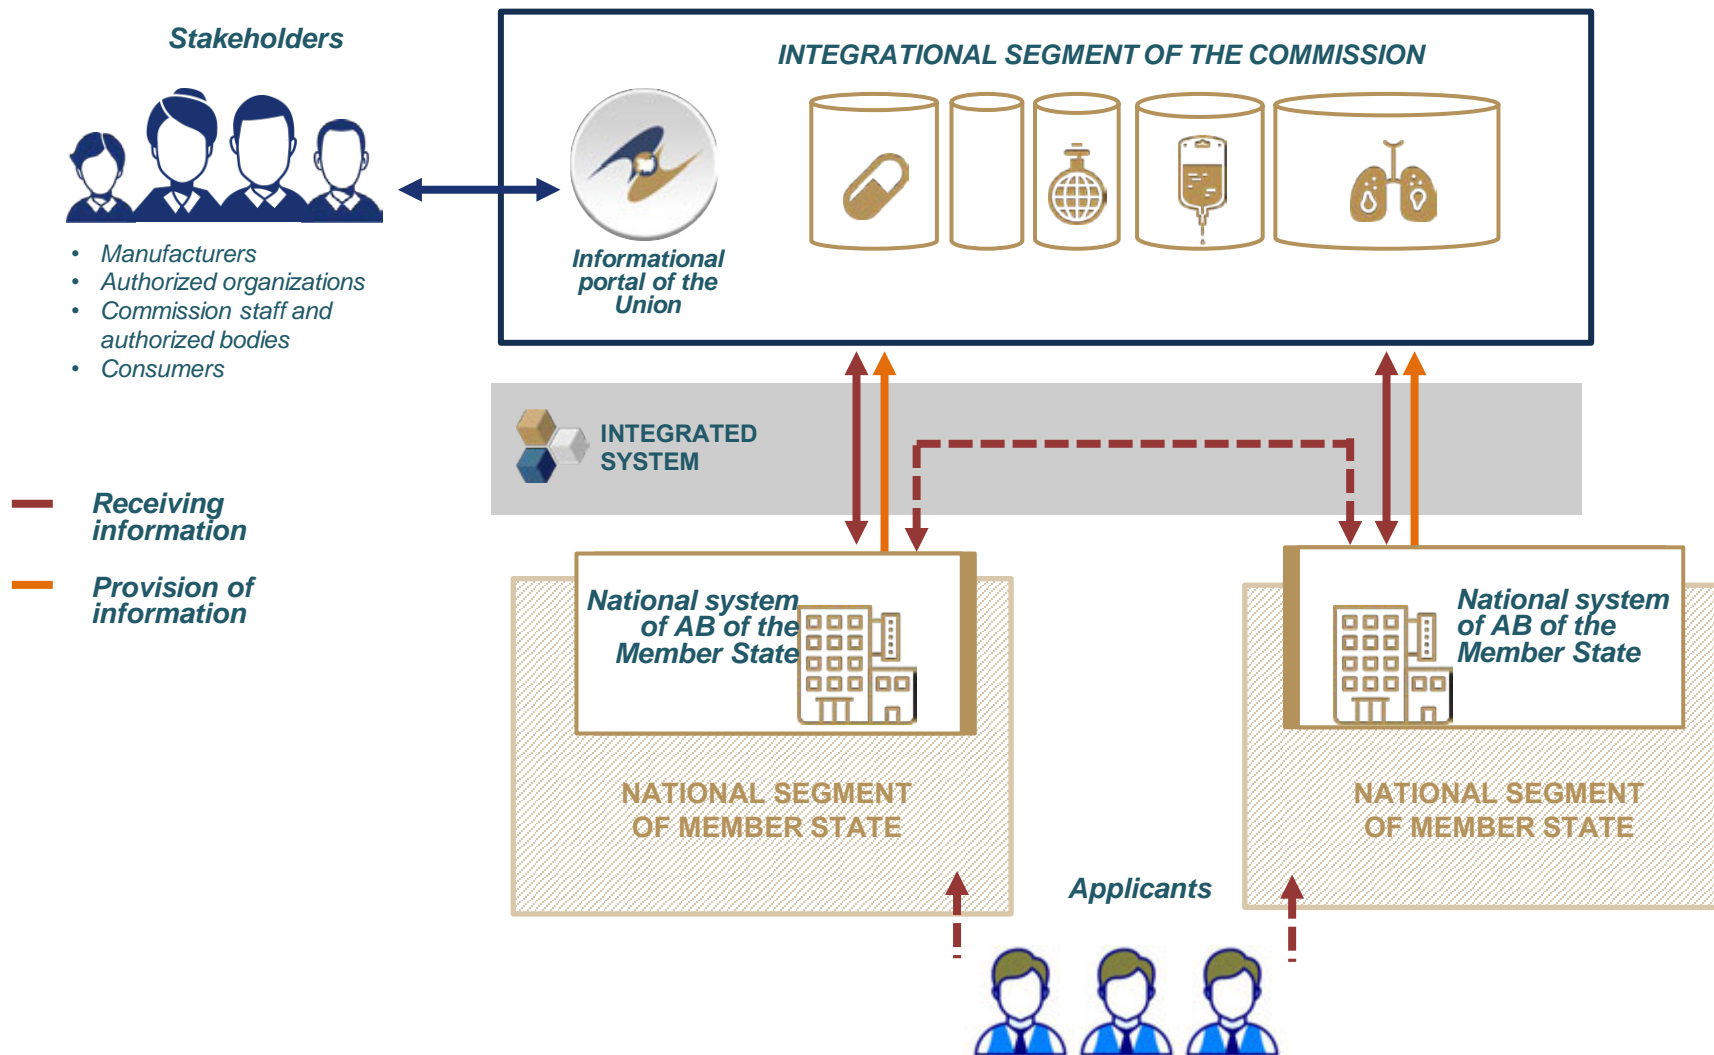 Stakeholders
• Manufacturers
• Authorized organizations
• Commission staff and
authorized bodies
• Consumers
INTEGRATIONAL SEGMENT OF THE COMMISSION
Informational
portal of the
Union
INTEGRATED
SYSTEM
Receiving
information
Provision of
information
National system
of AB of the
Member State
NATIONAL SEGMENT
OF MEMBER STATE
National system
of AB of the
Member State
NATIONAL SEGMENT
OF MEMBER STATE
Applicants